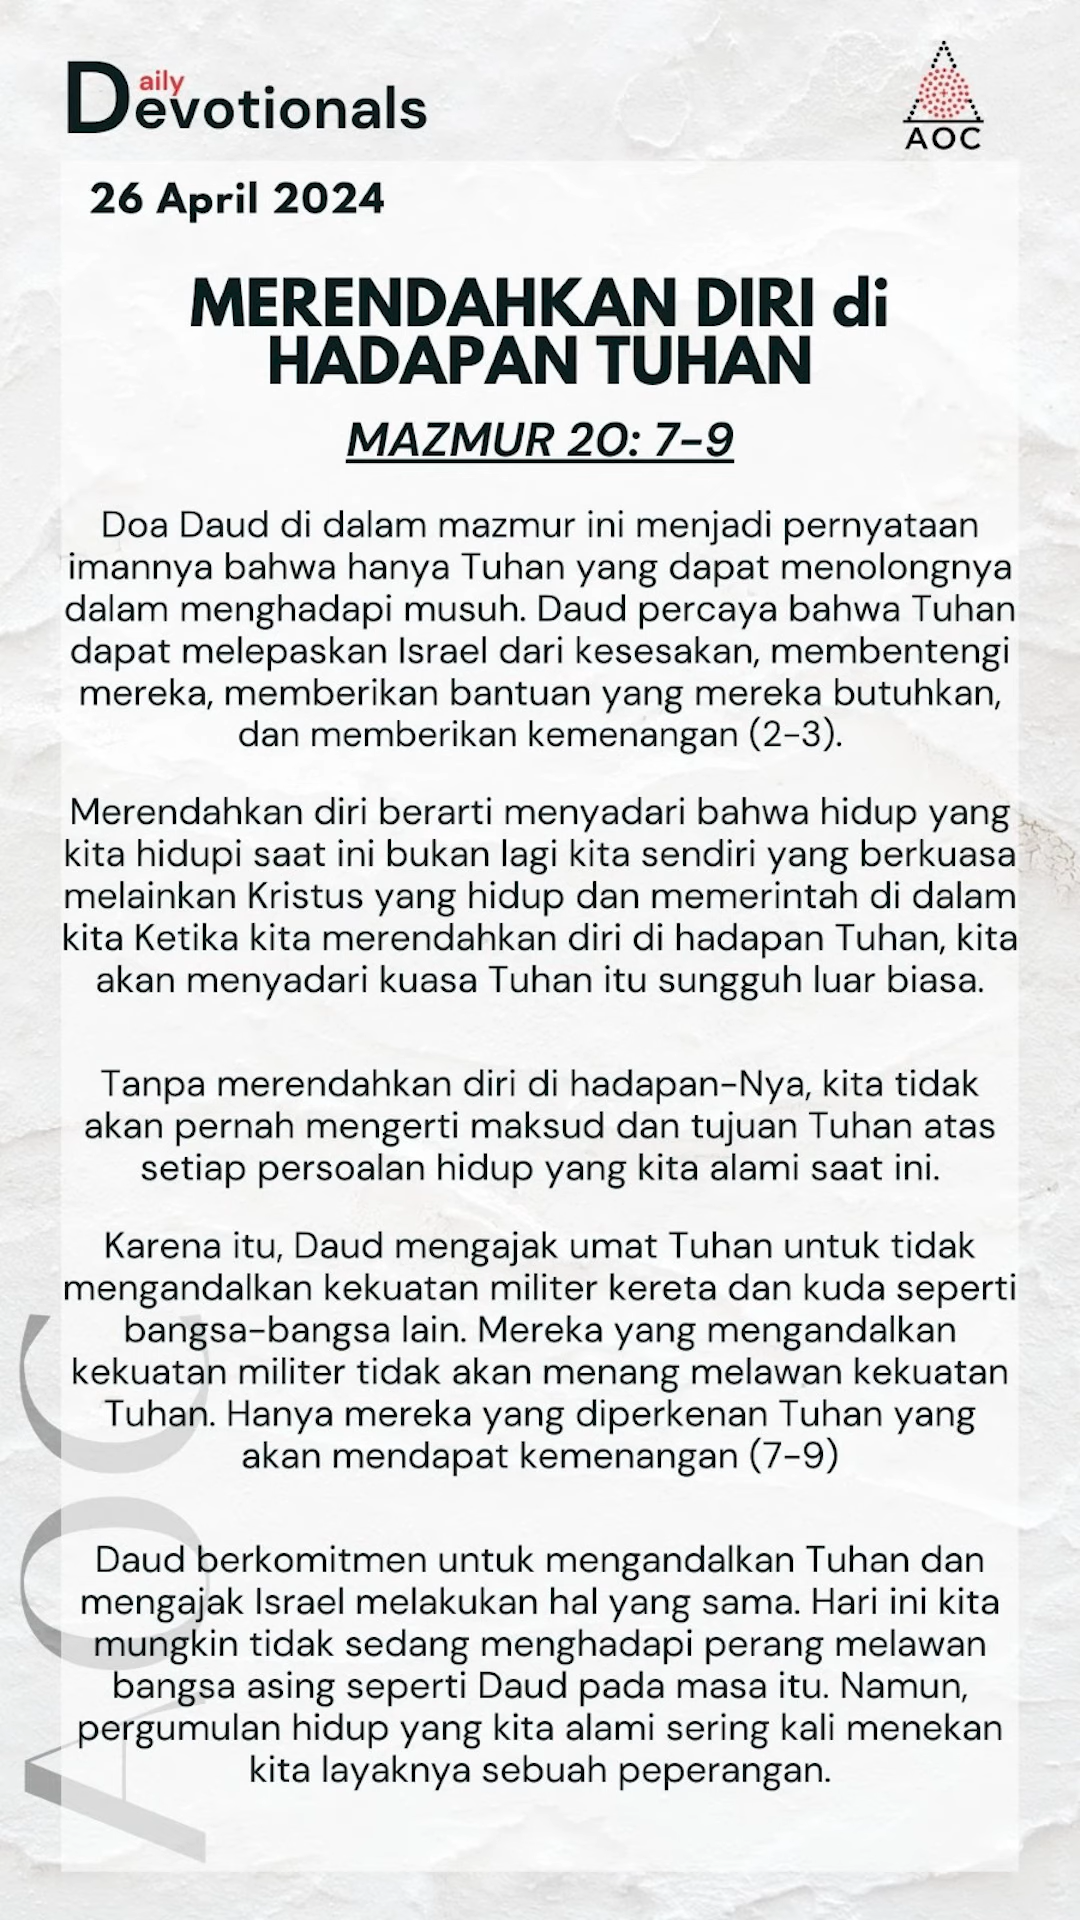 Daily Devotionals
AOC
26 April 2024
MERENDAHKAN DIRI di
HADAPAN TUHAN
MAZMUR 20: 7-9
Doa Daud di dalam mazmur ini menjadi pernyataan
imannya bahwa hanya Tuhan yang dapat menolongnya
dalam menghadapi musuh. Daud percaya bahwa Tuhan
dapat melepaskan Israel dari kesesakan, membentengi
mereka, memberikan bantuan yang mereka butuhkan,
dan memberikan kemenangan (2-3).
Merendahkan diri berarti menyadari bahwa hidup yang
kita hidupi saat ini bukan lagi kita sendiri yang berkuasa
melainkan Kristus yang hidup dan memerintah di dalam
kita Ketika kita merendahkan diri di hadapan Tuhan, kita
akan menyadari kuasa Tuhan itu sungguh luar biasa.
Tanpa merendahkan diri di hadapan-Nya, kita tidak
akan pernah mengerti maksud dan tujuan Tuhan atas
setiap persoalan hidup yang kita alami saat ini.
Karena itu, Daud mengajak umat Tuhan untuk tidak
mengandalkan kekuatan militer kereta dan kuda seperti
bangsa-bangsa lain. Mereka yang mengandalkan
kekuatan militer tidak akan menang melawan kekuatan
Tuhan. Hanya mereka yang diperkenan Tuhan yang
akan mendapat kemenangan (7-9)
Daud berkomitmen untuk mengandalkan Tuhan dan
mengajak Israel melakukan hal yang sama. Hari ini kita
mungkin tidak sedang menghadapi perang melawan
bangsa asing seperti Daud pada masa itu. Namun,
pergumulan hidup yang kita alami sering kali menekan
kita layaknya sebuah peperangan.
AOC